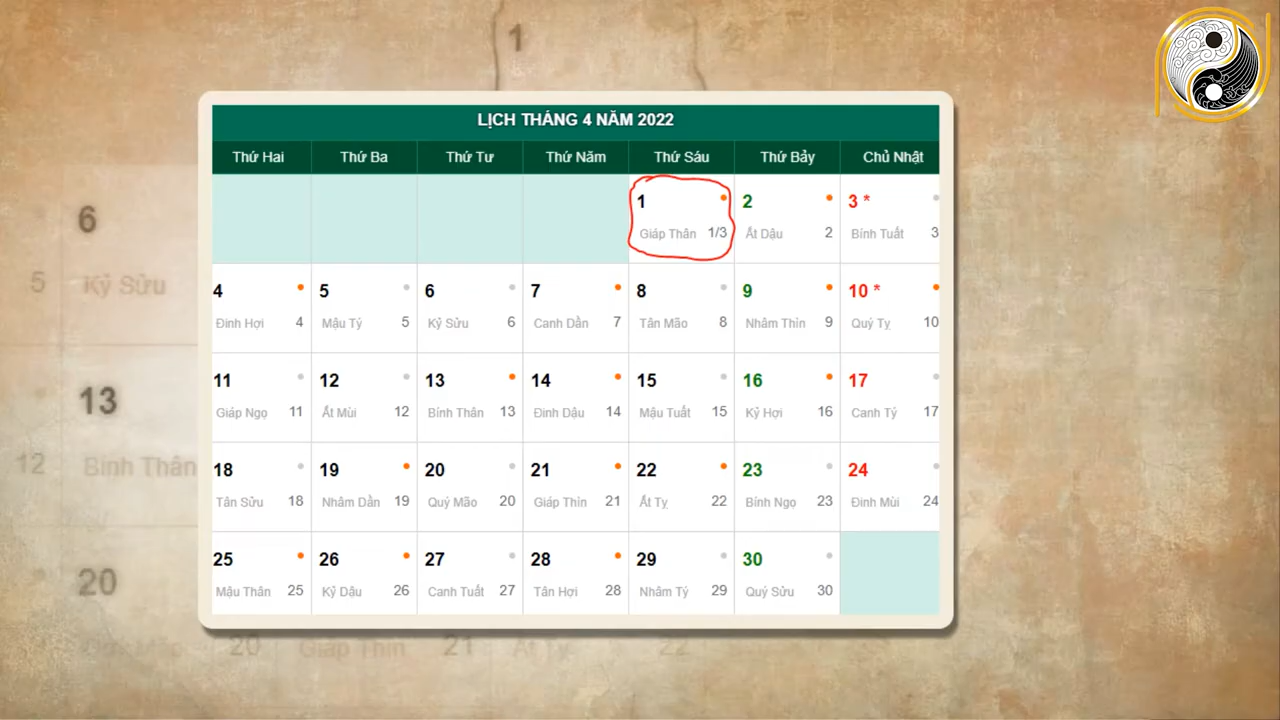 1
LỊCH THÁNG 4 NĂM 2022
Thứ Hai Thứ Ba Thứ Tư Thứ Năm Thứ Sáu Thứ Bảy Chủ Nhật
1 2 3 *
Giáp Thân 1/3 Ất Dậu 2 Bính Tuất 3
6
5 Kỷ Sửu
4 5 6 7 8 9 10 *
Đinh Hợi 4 Mậu Tý 5 Kỷ Sửu 6 Canh Dần 7 Tân Mão 8 Nhâm Thìn 9 Quý Tỵ 10
11 12 13 14 15 16 17
Giáp Ngọ 11 Ất Mùi 12 Bính Thân 13 Đinh Dậu 14 Mậu Tuất 15 Kỷ Hợi 16 Canh Tý 17
13
12 Bính Thân
18 19 20 21 22 23 24
Tân Sửu 18 Nhâm Dần 19 Quý Mão 20 Giáp Thìn 21 Ất Tỵ 22 Bính Ngọ 23 Đinh Mùi 24
25 26 27 28 29 30
Mậu Thân 25 Kỷ Dậu 26 Canh Tuất 27 Tân Hợi 28 Nhâm Tý 29 Quý Sửu 30
20
20 Giáp Thìn 21 Ất Tỵ 22